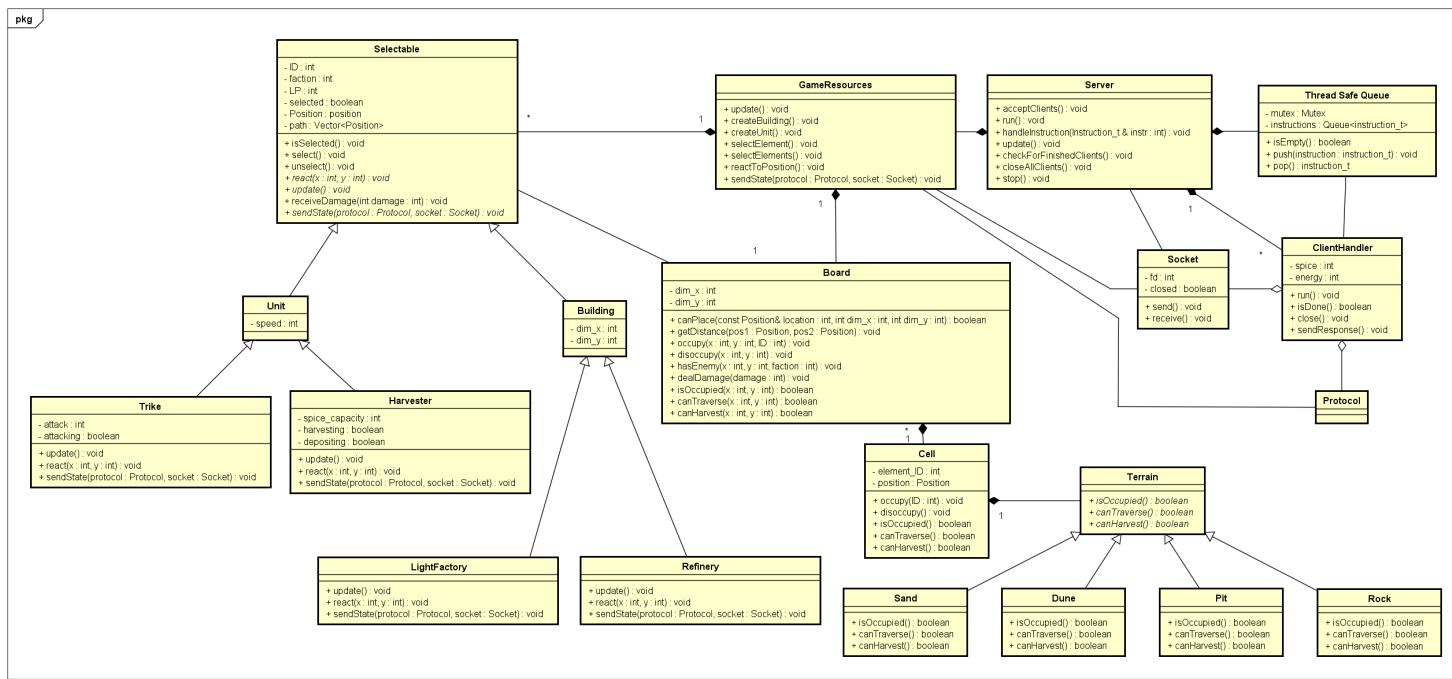 pkg
Selectable
- ID : int
- faction : int
- LP : int
- selected : boolean
- Position : position
- path : Vector<Position>
+ isSelected() : void
+ select() : void
+ unselect() : void
+ react(x : int, y : int) : void
+ update() : void
+ receiveDamage(int damage : int) : void
+ sendState(protocol : Protocol, socket : Socket) : void
*
1
GameResources
+ update() : void
+ createBuilding() : void
+ createUnit() : void
+ selectElement() : void
+ selectElements() : void
+ reactToPosition() : void
+ sendState(protocol : Protocol, socket : Socket) : void
1
Server
+ acceptClients() : void
+ run() : void
+ handleInstruction(Instruction_t & instr : int) : void
+ update() : void
+ checkForFinishedClients() : void
+ closeAllClients() : void
+ stop() : void
1
*
Thread Safe Queue
- mutex : Mutex
- instructions : Queue<instruction_t>
+ isEmpty() : boolean
+ push(instruction : instruction_t) : void
+ pop() : instruction_t
Socket
- fd : int
- closed : boolean
+ send() : void
+ receive() : void
ClientHandler
- spice : int
- energy : int
+ run() : void
+ isDone() : boolean
+ close() : void
+ sendResponse() : void
Protocol
1
Board
- dim_x : int
- dim_y : int
+ canPlace(const Position& location : int, int dim_x : int, int dim_y : int) : boolean
+ getDistance(pos1 : Position, pos2 : Position) : void
+ occupy(x : int, y : int, ID : int) : void
+ disoccupy(x : int, y : int) : void
+ hasEnemy(x : int, y : int, faction : int) : void
+ dealDamage(damage : int) : void
+ isOccupied(x : int, y : int) : boolean
+ canTraverse(x : int, y : int) : boolean
+ canHarvest(x : int, y : int) : boolean
Unit
- speed : int
Building
- dim_x : int
- dim_y : int
Trike
- attack : int
- attacking : boolean
+ update() : void
+ react(x : int, y : int) : void
+ sendState(protocol : Protocol, socket : Socket) : void
Harvester
- spice_capacity : int
- harvesting : boolean
- depositing : boolean
+ update() : void
+ react(x : int, y : int) : void
+ sendState(protocol : Protocol, socket : Socket) : void
*
1
Cell
- element_ID : int
- position : Position
+ occupy(ID : int) : void
+ disoccupy() : void
+ isOccupied() : boolean
+ canTraverse() : boolean
+ canHarvest() : boolean
1
Terrain
+ isOccupied() : boolean
+ canTraverse() : boolean
+ canHarvest() : boolean
LightFactory
+ update() : void
+ react(x : int, y : int) : void
+ sendState(protocol : Protocol, socket : Socket) : void
Refinery
+ update() : void
+ react(x : int, y : int) : void
+ sendState(protocol : Protocol, socket : Socket) : void
Sand
+ isOccupied() : boolean
+ canTraverse() : boolean
+ canHarvest() : boolean
Dune
+ isOccupied() : boolean
+ canTraverse() : boolean
+ canHarvest() : boolean
Pit
+ isOccupied() : boolean
+ canTraverse() : boolean
+ canHarvest() : boolean
Rock
+ isOccupied() : boolean
+ canTraverse() : boolean
+ canHarvest() : boolean